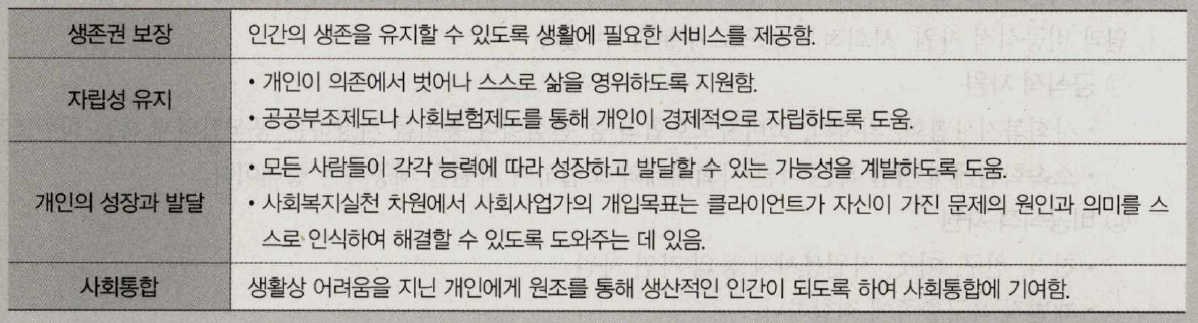 생존권 보장
인간의 생존을 유지할 수 있도록 생활에 필요한 서비스를 제공함.
자립성 유지
• 개인이 의존에서 벗어나 스스로 삶을 영위하도록 지원함.
• 공공부조제도나 사회보험제도를 통해 개인이 경제적으로 자립하도록 도움.
개인의 성장과 발달
• 모든 사람들이 각각 능력에 따라 성장하고 발달할 수 있는 가능성을 계발하도록 도움.
• 사회복지실천 차원에서 사회사업가의 개입목표는 클라이언트가 자신이 가진 문제의 원인과 의미를 스
스로 인식하여 해결할 수 있도록 도와주는 데 있음.
사회통합
생활상 어려움을 지닌 개인에게 원조를 통해 생산적인 인간이 되도록 하여 사회통합에 기여함.